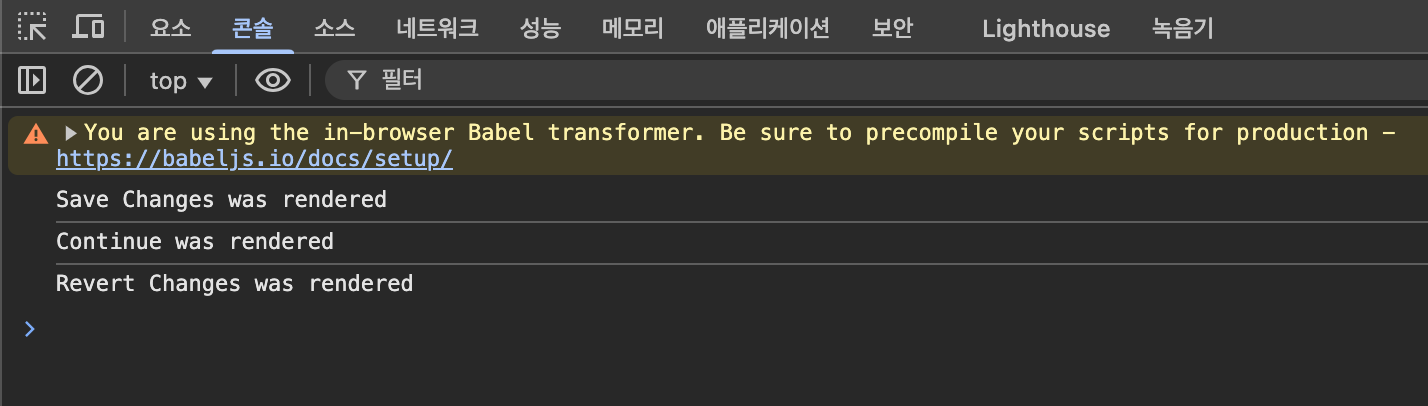 요소 콘솔 소스 네트워크 성능 메모리 애플리케이션 보안 Lighthouse 녹음기
top 필터
You are using the in-browser Babel transformer. Be sure to precompile your scripts for production –
https://babeljs.io/docs/setup/
Save Changes was rendered
Continue was rendered
Revert Changes was rendered